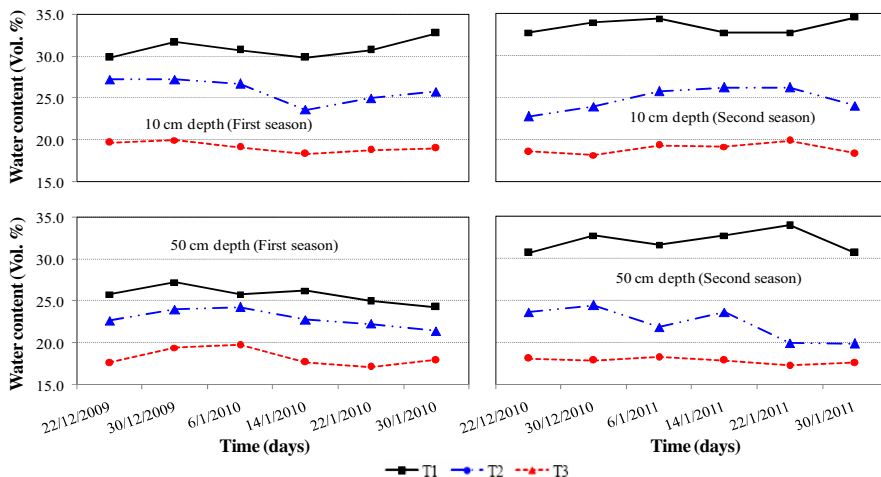 Water content (Vol. %)
35.0
30.0
25.0
20.0
15.0
10 cm depth (First season)
10 cm depth (Second season)
Water content (Vol. %)
35.0
30.0
25.0
20.0
15.0
50 cm depth (First season)
50 cm depth (Second season)
22/12/2009
30/12/2009
6/1/2010
14/1/2010
22/1/2010
30/1/2010
22/12/2010
30/12/2010
6/1/2011
14/1/2011
22/1/2011
30/1/2011
Time (days)
Time (days)
T1 T2 T3